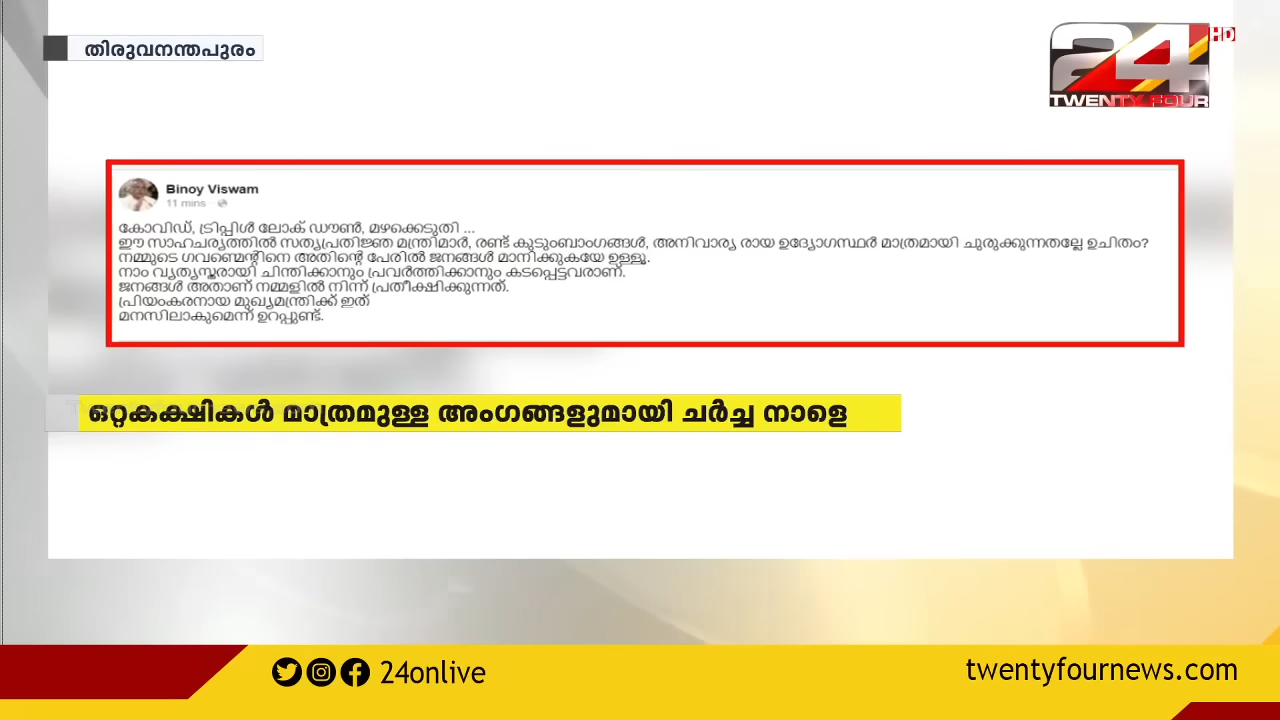 തിരുവനന്തപുരം
24
HD
TWENTY FOUR
Binoy Viswam
11 mins
കോവിഡ്, ട്രിപ്പിൾ ലോക് ഡൗൺ, മഴക്കെടുതി ...
ഈ സാഹചര്യത്തിൽ സത്യപ്രതിജ്ഞ മന്ത്രിമാർ, രണ്ട് കുടുംബാംഗങ്ങൾ, അനിവാര്യ രായ ഉദ്യോഗസ്ഥർ മാത്രമായി ചുരുക്കുന്നതല്ലേ ഉചിതം?
നമ്മുടെ ഗവണ്മെന്റിനെ അതിന്റെ പേരിൽ ജനങ്ങൾ മാനിക്കുകയേ ഉള്ളൂ.
നാം വ്യത്യസ്തരായി ചിന്തിക്കാനും പ്രവർത്തിക്കാനും കടപ്പെട്ടവരാണ്.
ജനങ്ങൾ അതാണ് നമ്മളിൽ നിന്ന് പ്രതീക്ഷിക്കുന്നത്.
പ്രിയംകരനായ മുഖ്യമന്ത്രിക്ക് ഇത്
മനസിലാകുമെന്ന് ഉറപ്പുണ്ട്.
ഒറ്റകക്ഷികൾ മാത്രമുള്ള അംഗങ്ങളുമായി ചർച്ച നാളെ
24onlive
twentyfournews.com